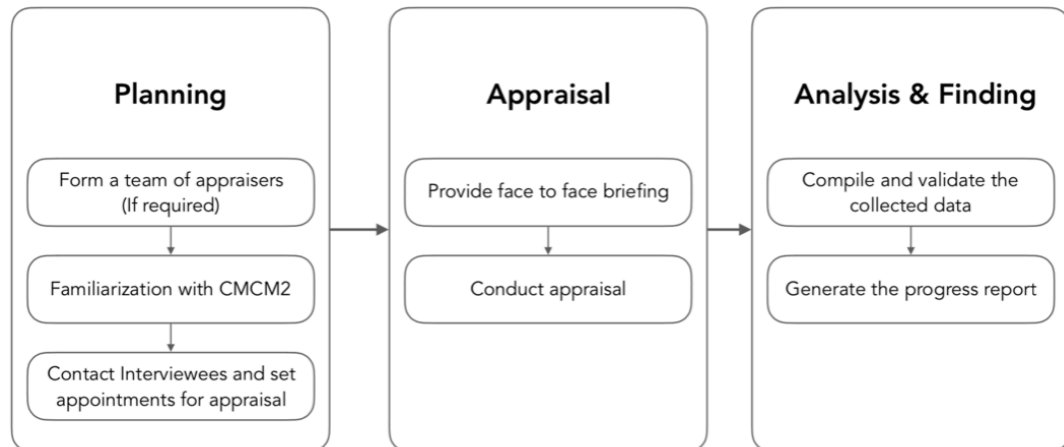 Planning
Form a team of appraisers
(If required)
Familiarization with CMCM2
Contact Interviewees and set
appointments for appraisal
Appraisal
Provide face to face briefing
Conduct appraisal
Analysis & Finding
Compile and validate the
collected data
Generate the progress report